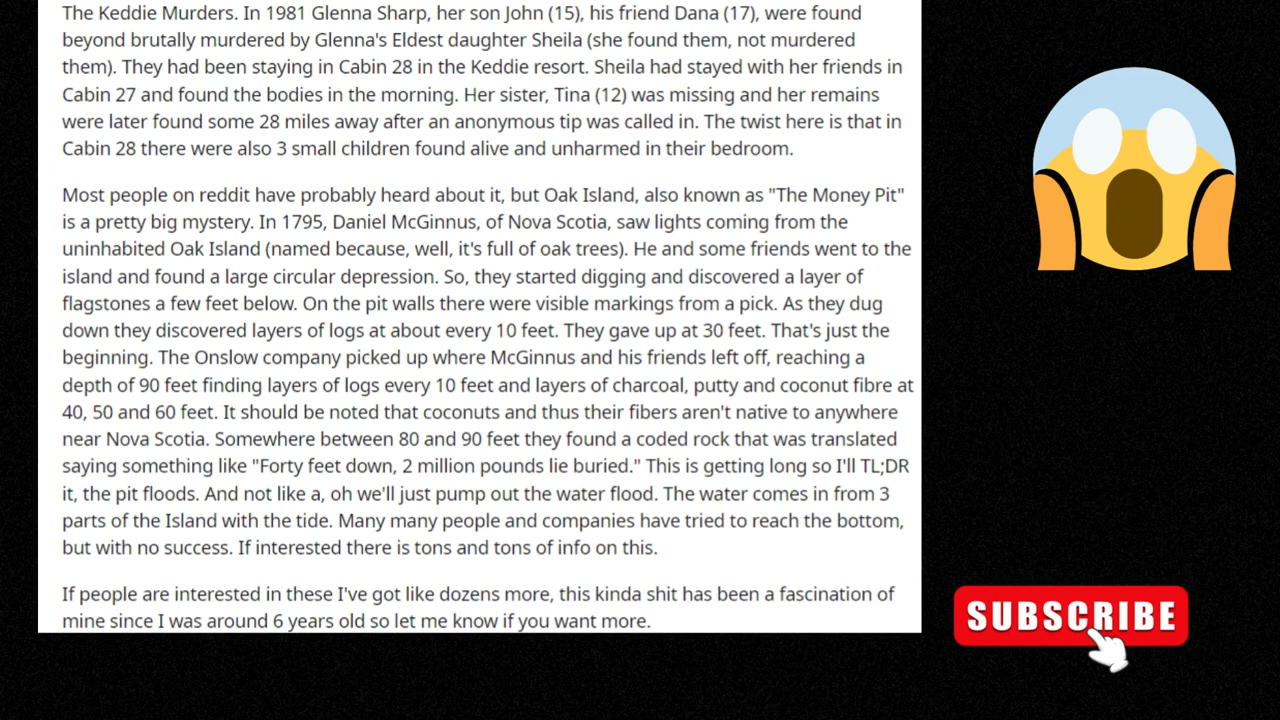 The Keddie Murders. In 1981 Glenna Sharp, her son John (15), his friend Dana (17), were found
beyond brutally murdered by Glenna's Eldest daughter Sheila (she found them, not murdered
them). They had been staying in Cabin 28 in the Keddie resort. Sheila had stayed with her friends in
Cabin 27 and found the bodies in the morning. Her sister, Tina (12) was missing and her remains
were later found some 28 miles away after an anonymous tip was called in. The twist here is that in
Cabin 28 there were also 3 small children found alive and unharmed in their bedroom.
Most people on reddit have probably heard about it, but Oak Island, also known as "The Money Pit"
is a pretty big mystery. In 1795, Daniel McGinnus, of Nova Scotia, saw lights coming from the
uninhabited Oak Island (named because, well, it's full of oak trees). He and some friends went to the
island and found a large circular depression. So, they started digging and discovered a layer of
flagstones a few feet below. On the pit walls there were visible markings from a pick. As they dug
down they discovered layers of logs at about every 10 feet. They gave up at 30 feet. That's just the
beginning. The Onslow company picked up where McGinnus and his friends left off, reaching a
depth of 90 feet finding layers of logs every 10 feet and layers of charcoal, putty and coconut fibre at
40, 50 and 60 feet. It should be noted that coconuts and thus their fibers aren't native to anywhere
near Nova Scotia. Somewhere between 80 and 90 feet they found a coded rock that was translated
saying something like "Forty feet down, 2 million pounds lie buried." This is getting long so I'll TL;DR
it, the pit floods. And not like a, oh we'll just pump out the water flood. The water comes in from 3
parts of the Island with the tide. Many many people and companies have tried to reach the bottom,
but with no success. If interested there is tons and tons of info on this.
If people are interested in these I've got like dozens more, this kinda shit has been a fascination of
mine since I was around 6 years old so let me know if you want more.
SUBSCRIBE